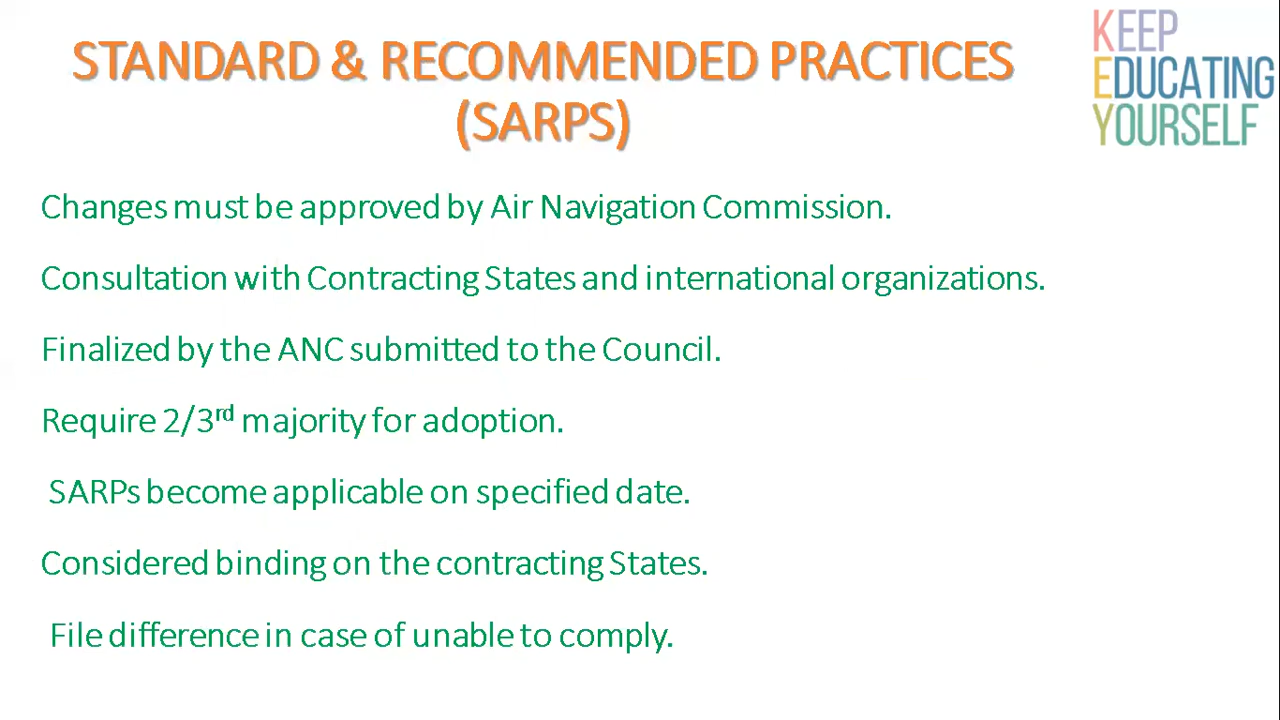 STANDARD & RECOMMENDED PRACTICES
(SARPS)
KEEP
EDUCATING
YOURSELF
Changes must be approved by Air Navigation Commission.
Consultation with Contracting States and international organizations.
Finalized by the ANC submitted to the Council.
Require 2/3rd majority for adoption.
SARPs become applicable on specified date.
Considered binding on the contracting States.
File difference in case of unable to comply.